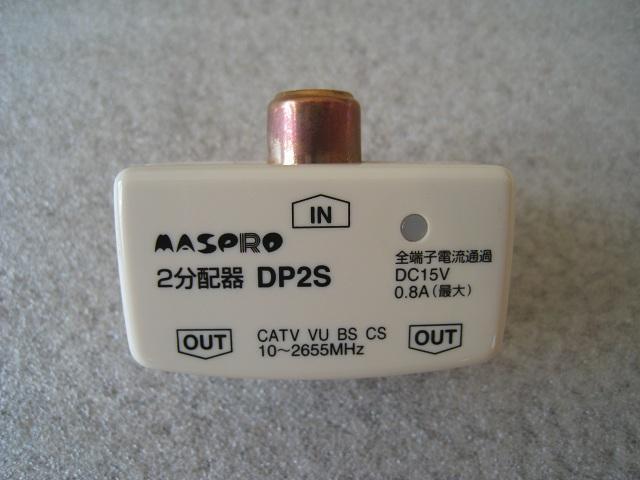 IN
MASPRO
2分配器 DP2S
全端子電流通過
DC15V
0.8A(最大)
OUT
CATV VU BS CS
10～2655MHz
OUT